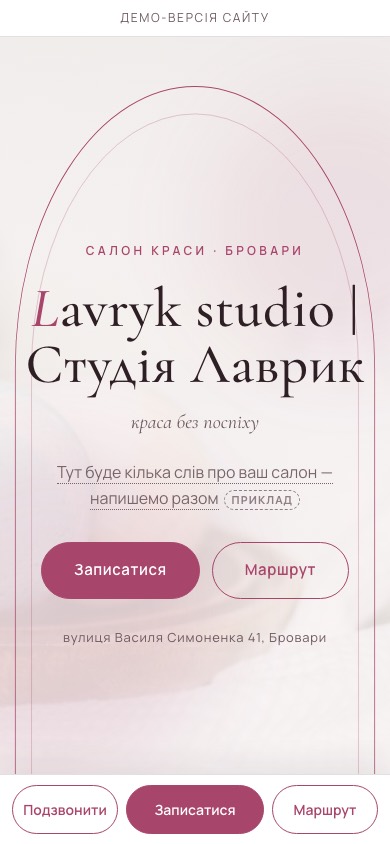 ДЕМО-ВЕРСІЯ САЙТУ
САЛОН КРАСИ · БРОВАРИ
Lavryk studio |
Студія Лаврик
краса без поспіху
Тут буде кілька слів про ваш салон —
напишемо разом ПРИКЛАД
Записатися Маршрут
вулиця Василя Симоненка 41, Бровари
Подзвонити Записатися Маршрут